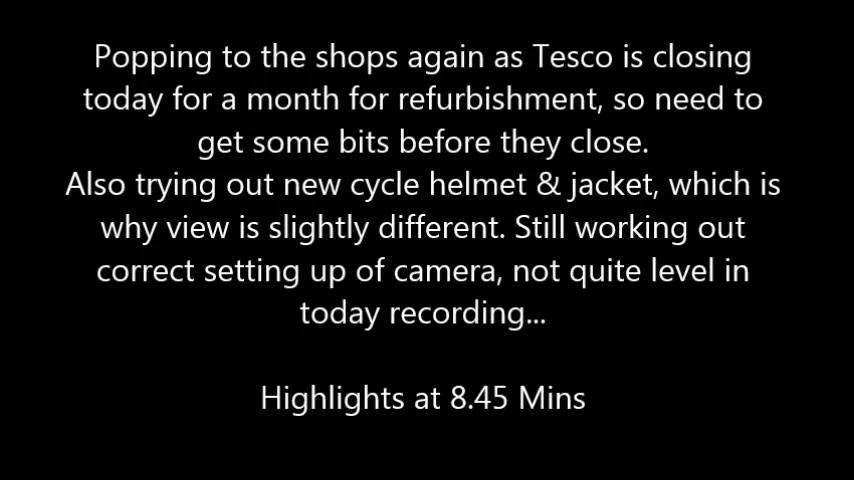 Popping to the shops again as Tesco is closing
today for a month for refurbishment, so need to
get some bits before they close.
Also trying out new cycle helmet & jacket, which is
why view is slightly different. Still working out
correct setting up of camera, not quite level in
today recording...
Highlights at 8.45 Mins